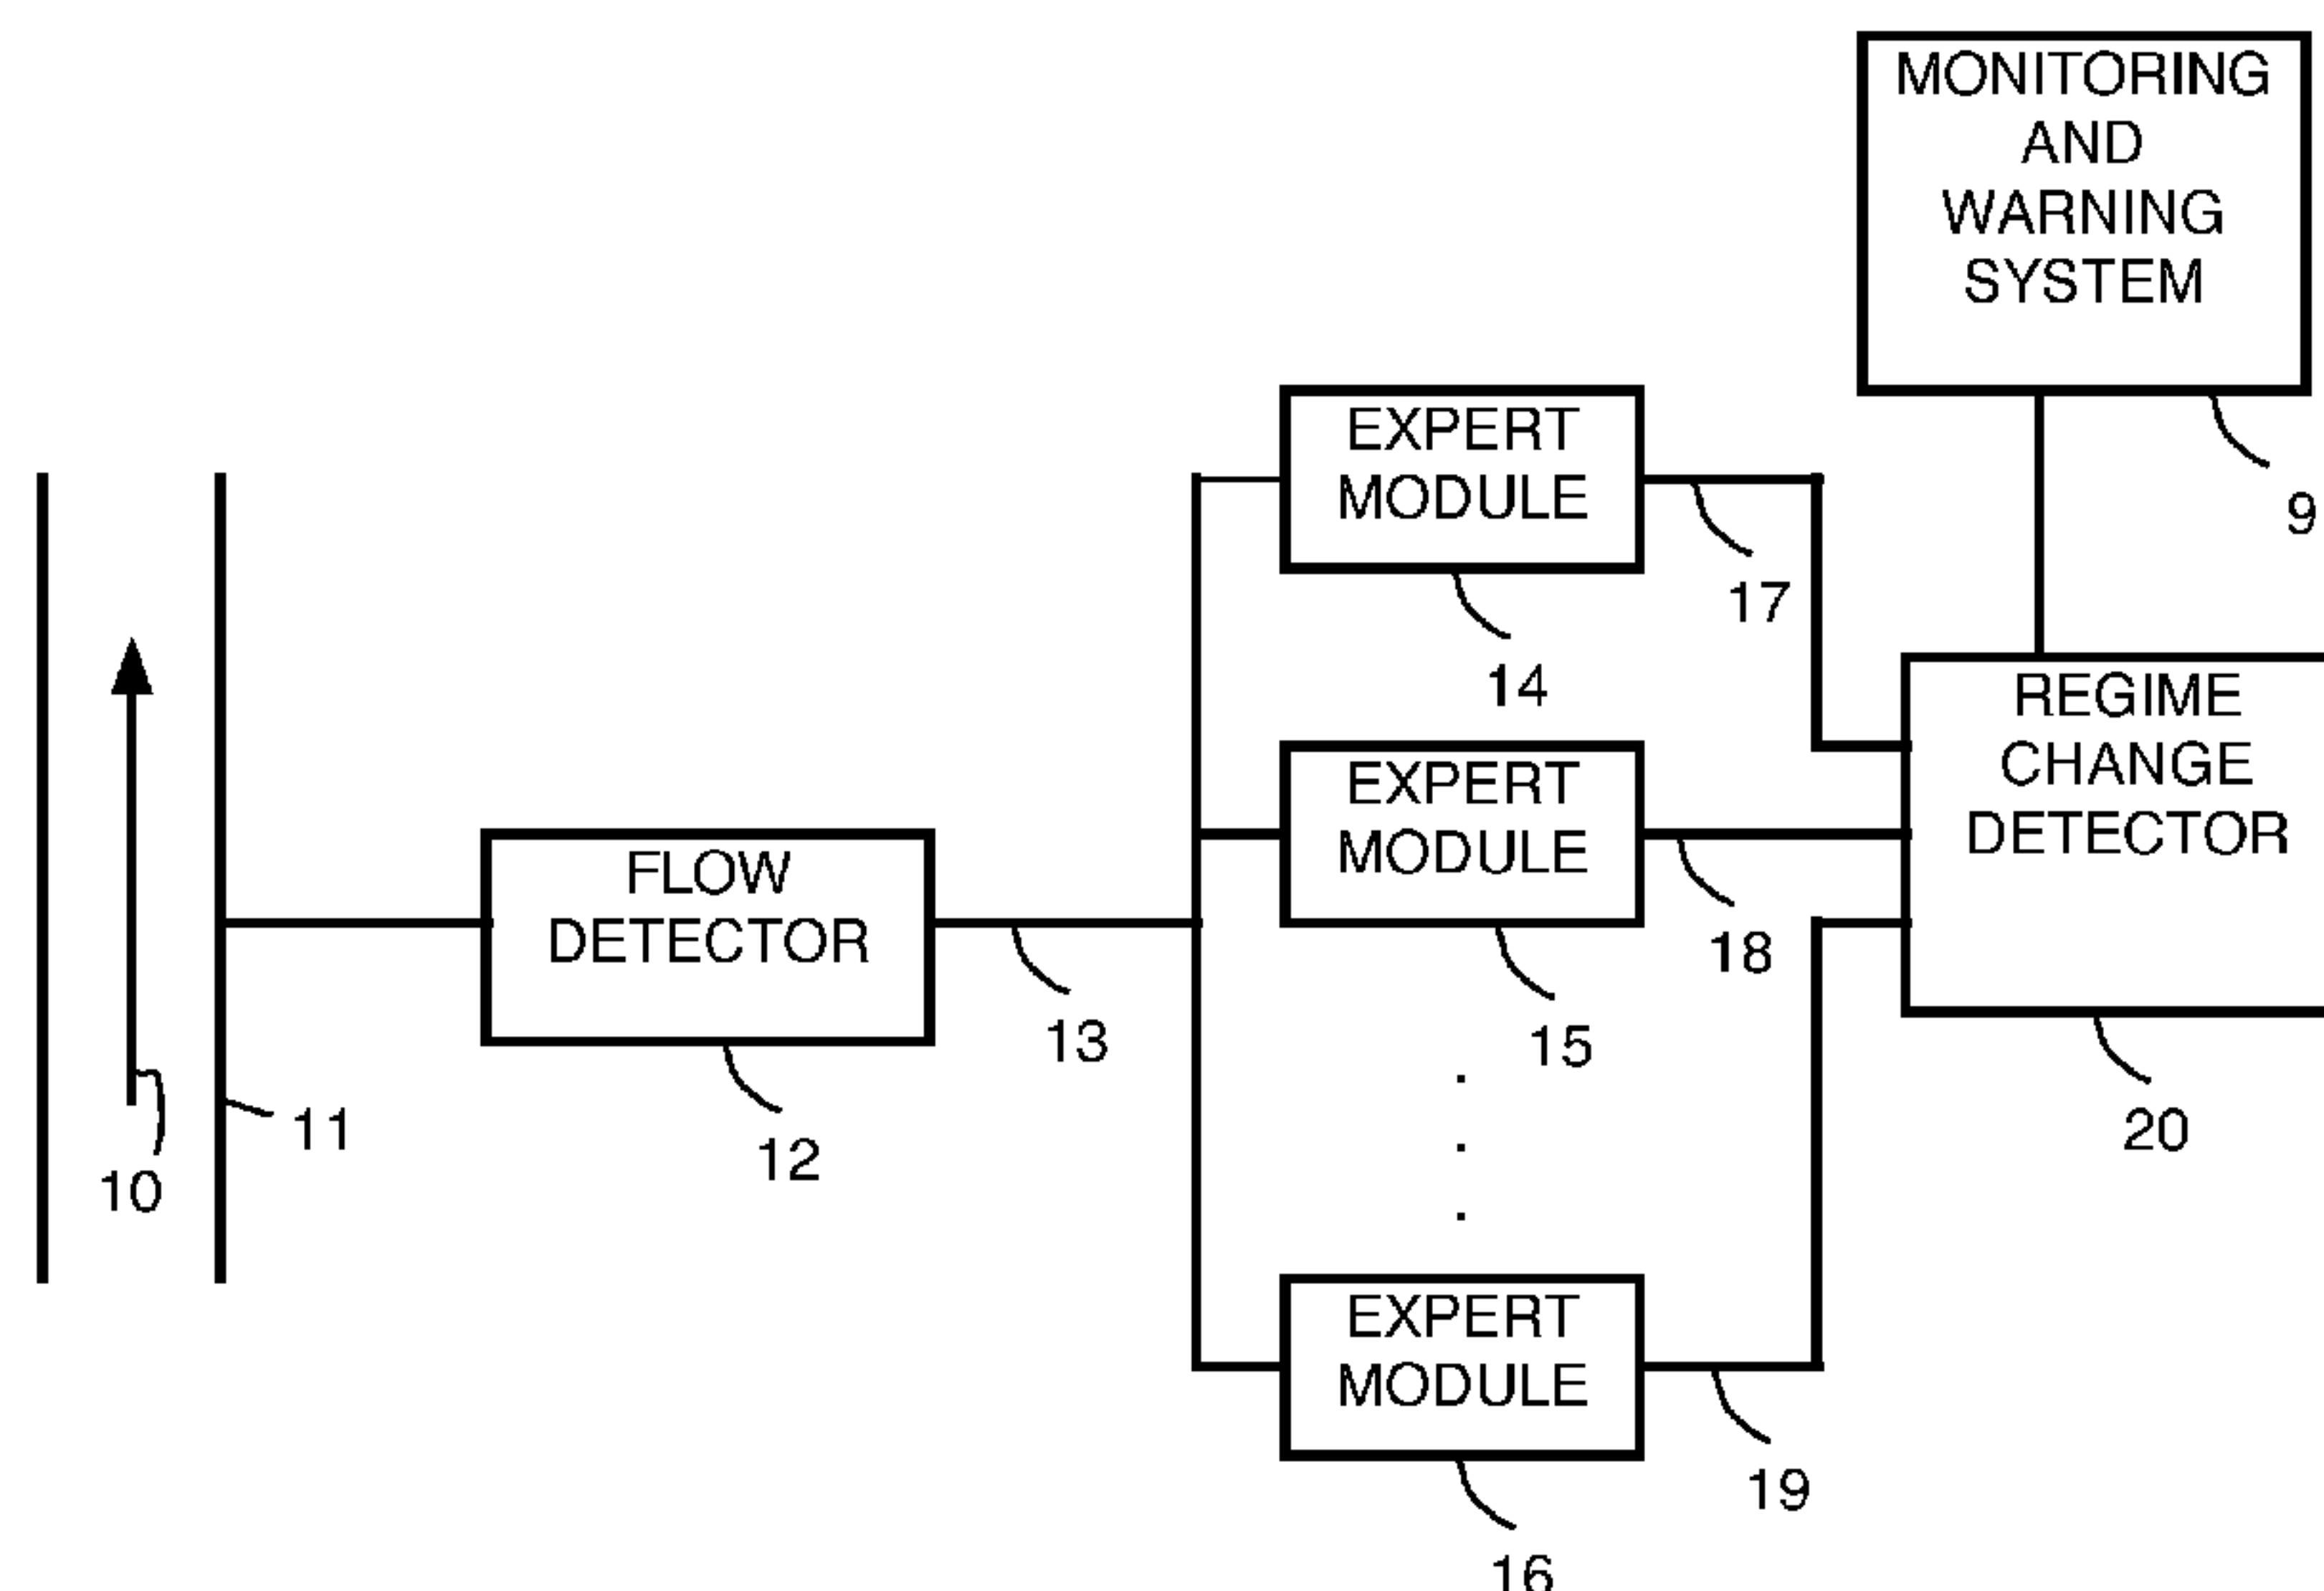 MONITORING
AND
WARNING
SYSTEM
9
EXPERT
MODULE
17
14
REGIME
CHANGE
DETECTOR
20
EXPERT
MODULE
18
15
FLOW
DETECTOR
13
12
11
10
.
.
.
EXPERT
MODULE
19
16